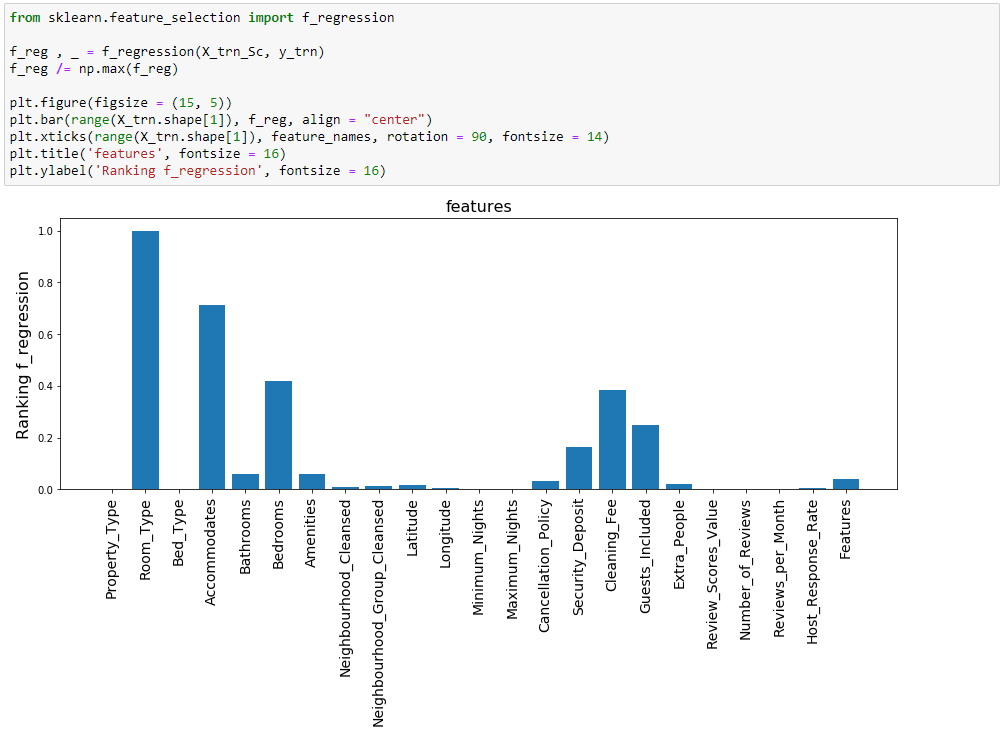 from sklearn.feature_selection import f_regression
f_reg , _ = f_regression(X_trn_Sc, y_trn)
f_reg /= np.max(f_reg)
plt.figure(figsize = (15, 5))
plt.bar(range(X_trn.shape[1]), f_reg, align = "center")
plt.xticks(range(X_trn.shape[1]), feature_names, rotation = 90, fontsize = 14)
plt.title('features', fontsize = 16)
plt.ylabel('Ranking f_regression', fontsize = 16)
features
Ranking f_regression
1.0
0.8
0.6
0.4
0.2
0.0
Property_Type
Room_Type
Bed_Type
Accommodates
Bathrooms
Bedrooms
Amenities
Neighbourhood_Cleansed
Neighbourhood_Group_Cleansed
Latitude
Longitude
Minimum_Nights
Maximum_Nights
Cancellation_Policy
Security_Deposit
Cleaning_Fee
Guests_Included
Extra_People
Review_Scores_Value
Number_of_Reviews
Reviews_per_Month
Host_Response_Rate
Features